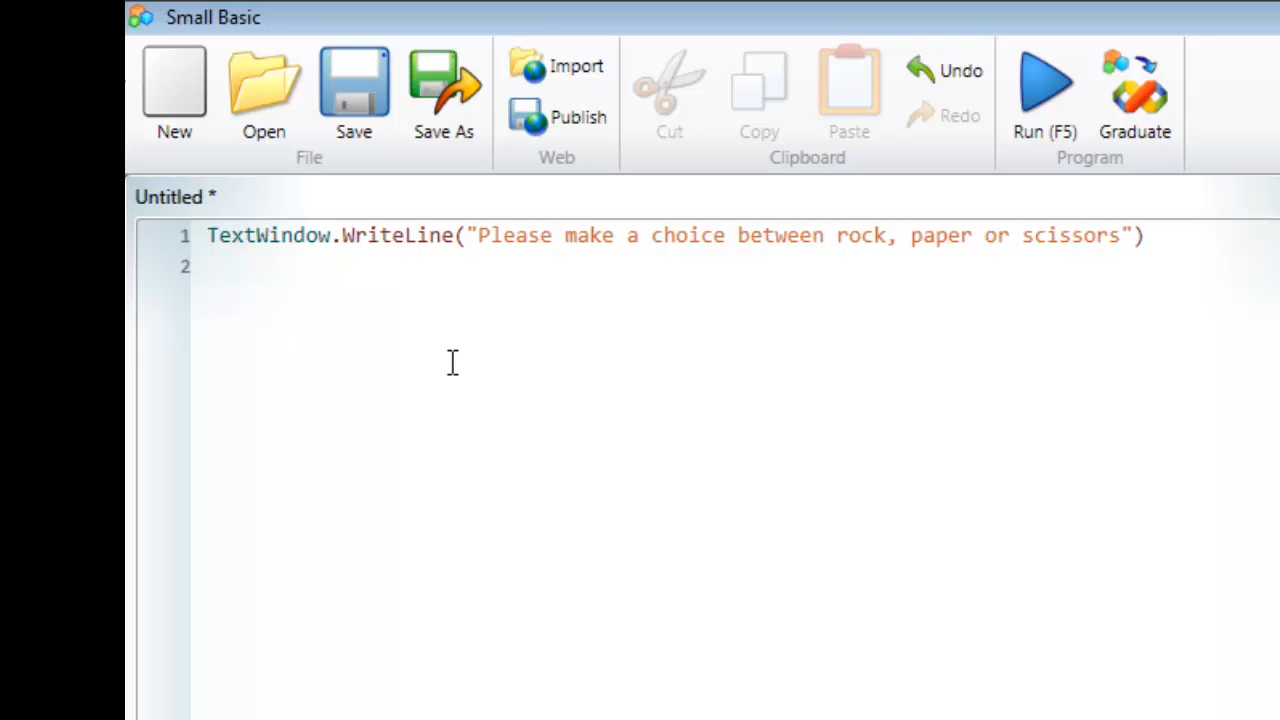 Small Basic
New Open Save Save As Import Publish Cut Copy Paste Undo Redo Run (F5) Graduate
File Web Clipboard Program
Untitled *
1 TextWindow.WriteLine("Please make a choice between rock, paper or scissors")
2